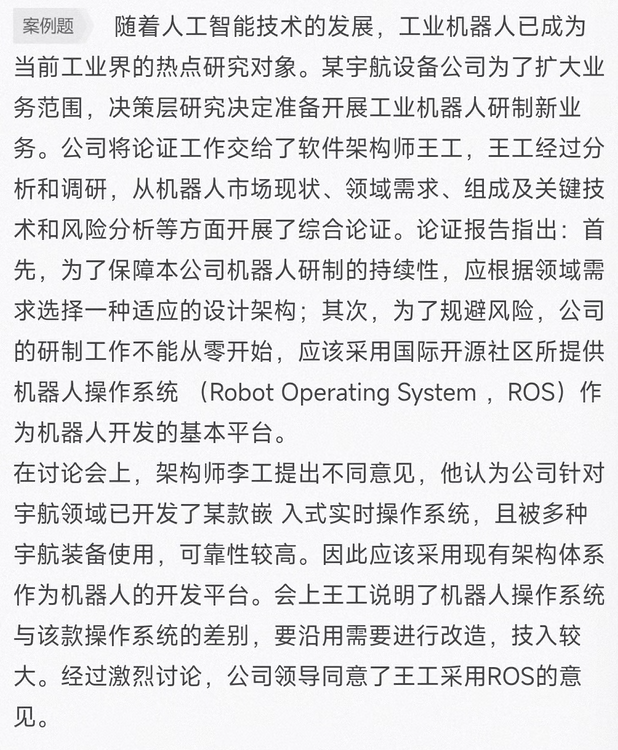 案例题 随着人工智能技术的发展，工业机器人已成为
当前工业界的热点研究对象。某宇航设备公司为了扩大业
务范围，决策层研究决定准备开展工业机器人研制新业
务。公司将论证工作交给了软件架构师王工，王工经过分
析和调研，从机器人市场现状、领域需求、组成及关键技
术和风险分析等方面开展了综合论证。论证报告指出：首
先，为了保障本公司机器人研制的持续性，应根据领域需
求选择一种适应的设计架构；其次，为了规避风险，公司
的研制工作不能从零开始，应该采用国际开源社区所提供
机器人操作系统 （Robot Operating System ，ROS）作
为机器人开发的基本平台。
在讨论会上，架构师李工提出不同意见，他认为公司针对
宇航领域已开发了某款嵌 入式实时操作系统，且被多种
宇航装备使用，可靠性较高。因此应该采用现有架构体系
作为机器人的开发平台。会上王工说明了机器人操作系统
与该款操作系统的差别，要沿用需要进行改造，技入较
大。经过激烈讨论，公司领导同意了王工采用ROS的意
见。